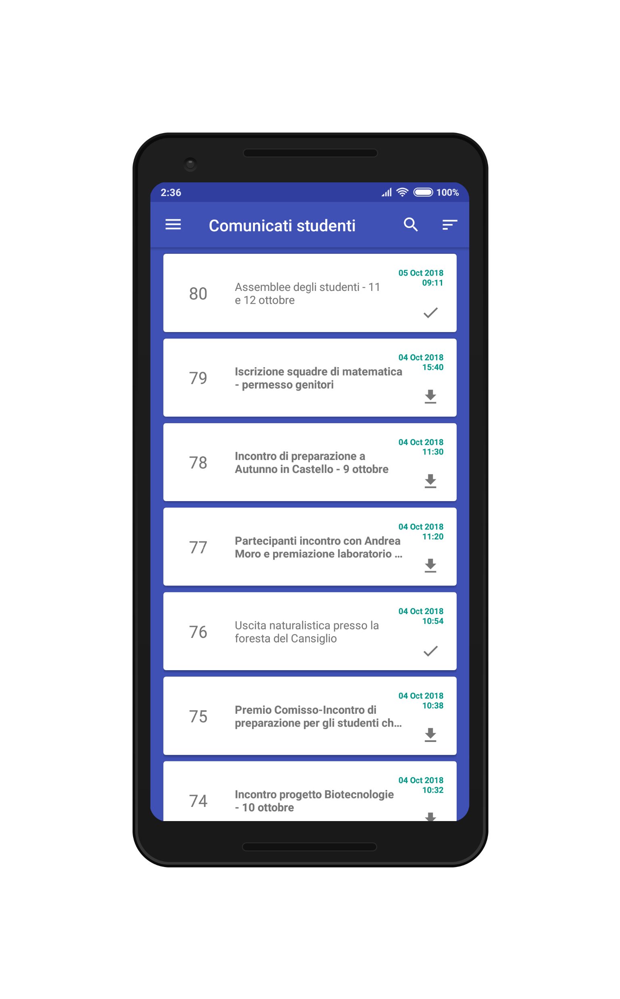 2:36
100%
Comunicati studenti
05 Oct 2018
09:11
80
Assemblee degli studenti - 11
e 12 ottobre
04 Oct 2018
15:40
79
Iscrizione squadre di matematica
- permesso genitori
04 Oct 2018
11:30
78
Incontro di preparazione a
Autunno in Castello - 9 ottobre
04 Oct 2018
11:20
77
Partecipanti incontro con Andrea
Moro e premiazione laboratorio ...
04 Oct 2018
10:54
76
Uscita naturalistica presso la
foresta del Cansiglio
04 Oct 2018
10:38
75
Premio Comisso-Incontro di
preparazione per gli studenti ch...
04 Oct 2018
10:32
74
Incontro progetto Biotecnologie
- 10 ottobre